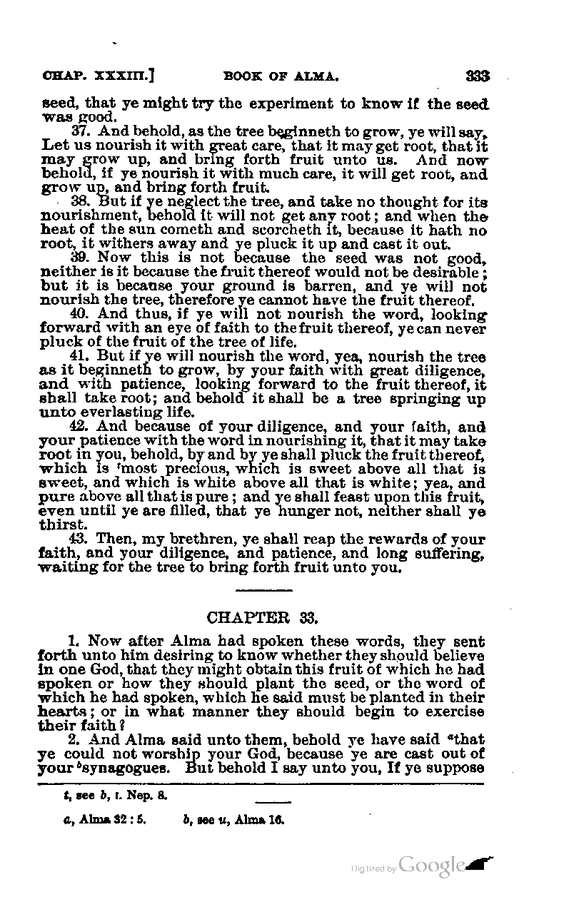 CHAP. XXXIII.] BOOK OF ALMA. 333
seed, that ye might try the experiment to know if the seed
was good.
37. And behold, as the tree beginneth to grow, ye will say,
Let us nourish it with great care, that it may get root, that it
may grow up, and bring forth fruit unto us. And now
behold, if ye nourish it with much care, it will get root, and
grow up, and bring forth fruit.
38. But if ye neglect the tree, and take no thought for its
nourishment, behold it will not get any root; and when the
heat of the sun cometh and scorcheth it, because it hath no
root, it withers away and ye pluck it up and cast it out.
39. Now this is not because the seed was not good,
neither is it because the fruit thereof would not be desirable;
but it is because your ground is barren, and ye will not
nourish the tree, therefore ye cannot have the fruit thereof.
40. And thus, if ye will not nourish the word, looking
forward with an eye of faith to the fruit thereof, ye can never
pluck of the fruit of the tree of life.
41. But if ye will nourish the word, yea, nourish the tree
as it beginneth to grow, by your faith with great diligence,
and with patience, looking forward to the fruit thereof, it
shall take root; and behold it shall be a tree springing up
unto everlasting life.
42. And because of your diligence, and your faith, and
your patience with the word in nourishing it, that it may take
root in you, behold, by and by ye shall pluck the fruit thereof,
which is ᵗmost precious, which is sweet above all that is
sweet, and which is white above all that is white; yea, and
pure above all that is pure; and ye shall feast upon this fruit,
even until ye are filled, that ye hunger not, neither shall ye
thirst.
43. Then, my brethren, ye shall reap the rewards of your
faith, and your diligence, and patience, and long suffering,
waiting for the tree to bring forth fruit unto you.
CHAPTER 33.
1. Now after Alma had spoken these words, they sent
forth unto him desiring to know whether they should believe
in one God, that they might obtain this fruit of which he had
spoken or how they should plant the seed, or the word of
which he had spoken, which he said must be planted in their
hearts; or in what manner they should begin to exercise
their faith?
2. And Alma said unto them, behold ye have said ᵃthat
ye could not worship your God, because ye are cast out of
your ᵇsynagogues. But behold I say unto you, If ye suppose
t, see b, I. Nep. 8.
a, Alma 32 : 5. b, see u, Alma 16.
Digitized by Google